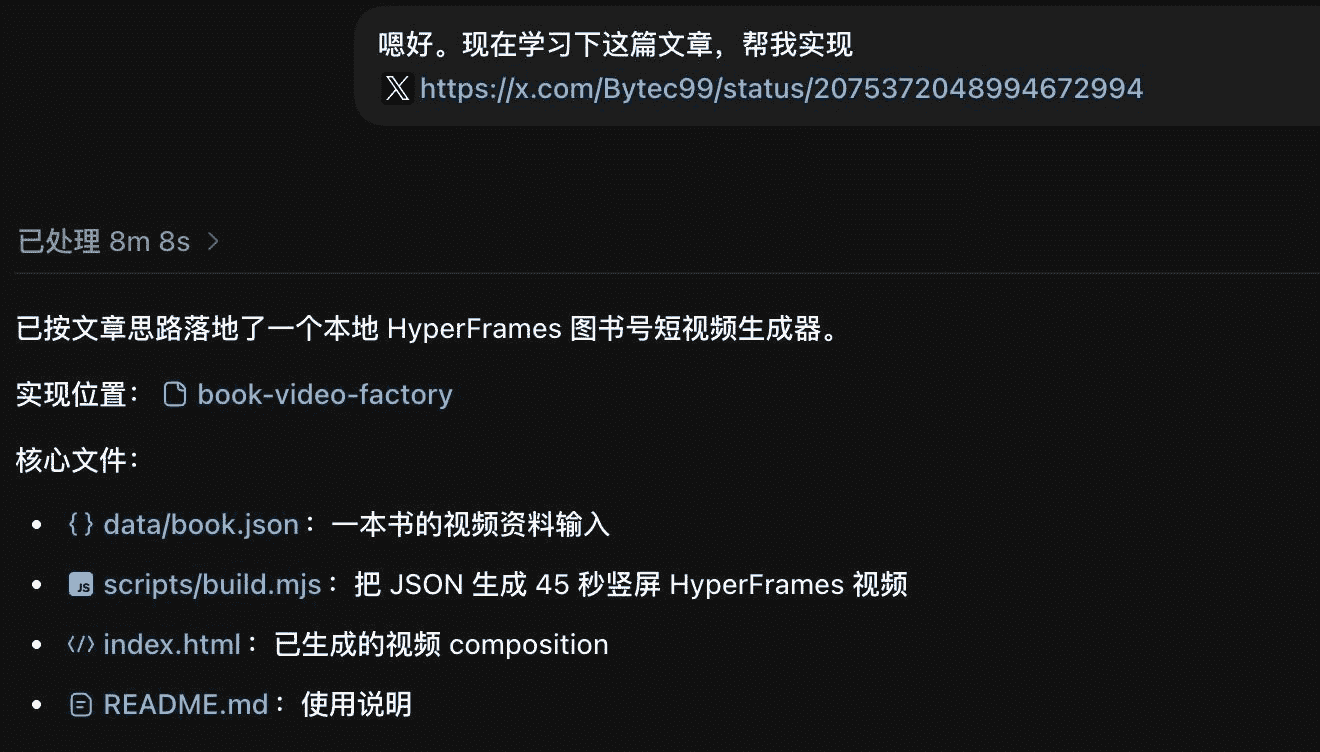 嗯好。现在学习下这篇文章，帮我实现
https://x.com/Bytec99/status/2075372048994672994
已处理 8m 8s
已按文章思路落地了一个本地 HyperFrames 图书号短视频生成器。
实现位置： book-video-factory
核心文件：
data/book.json：一本书的视频资料输入
JS scripts/build.mjs：把 JSON 生成 45 秒竖屏 HyperFrames 视频
index.html：已生成的视频 composition
README.md：使用说明